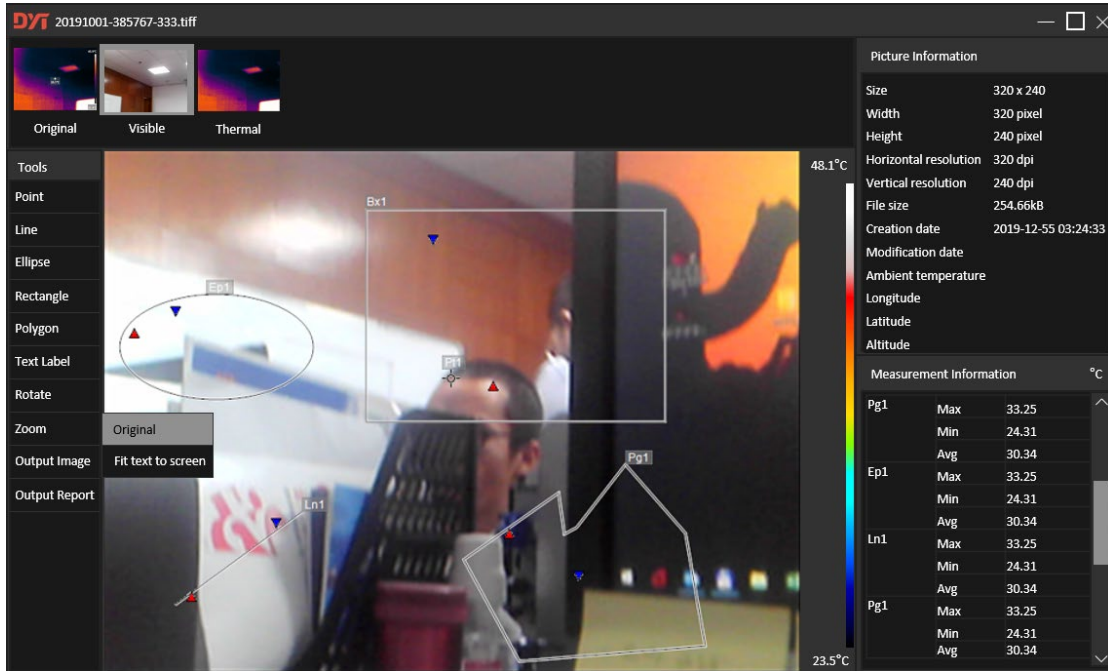 DYT 20191001-385767-333.tiff
Original
Visible
Thermal
Tools
Point
Line
Ellipse
Rectangle
Polygon
Text Label
Rotate
Zoom
Output Image
Output Report
Original
Fit text to screen
Bx1
Ep1
Pt1
Ln1
Pg1
48.1°C
23.5°C
Picture Information
Size 320 x 240
Width 320 pixel
Height 240 pixel
Horizontal resolution 320 dpi
Vertical resolution 240 dpi
File size 254.66kB
Creation date 2019-12-55 03:24:33
Modification date
Ambient temperature
Longitude
Latitude
Altitude
Measurement Information °C
Pg1 Max 33.25
Min 24.31
Avg 30.34
Ep1 Max 33.25
Min 24.31
Avg 30.34
Ln1 Max 33.25
Min 24.31
Avg 30.34
Pg1 Max 33.25
Min 24.31
Avg 30.34